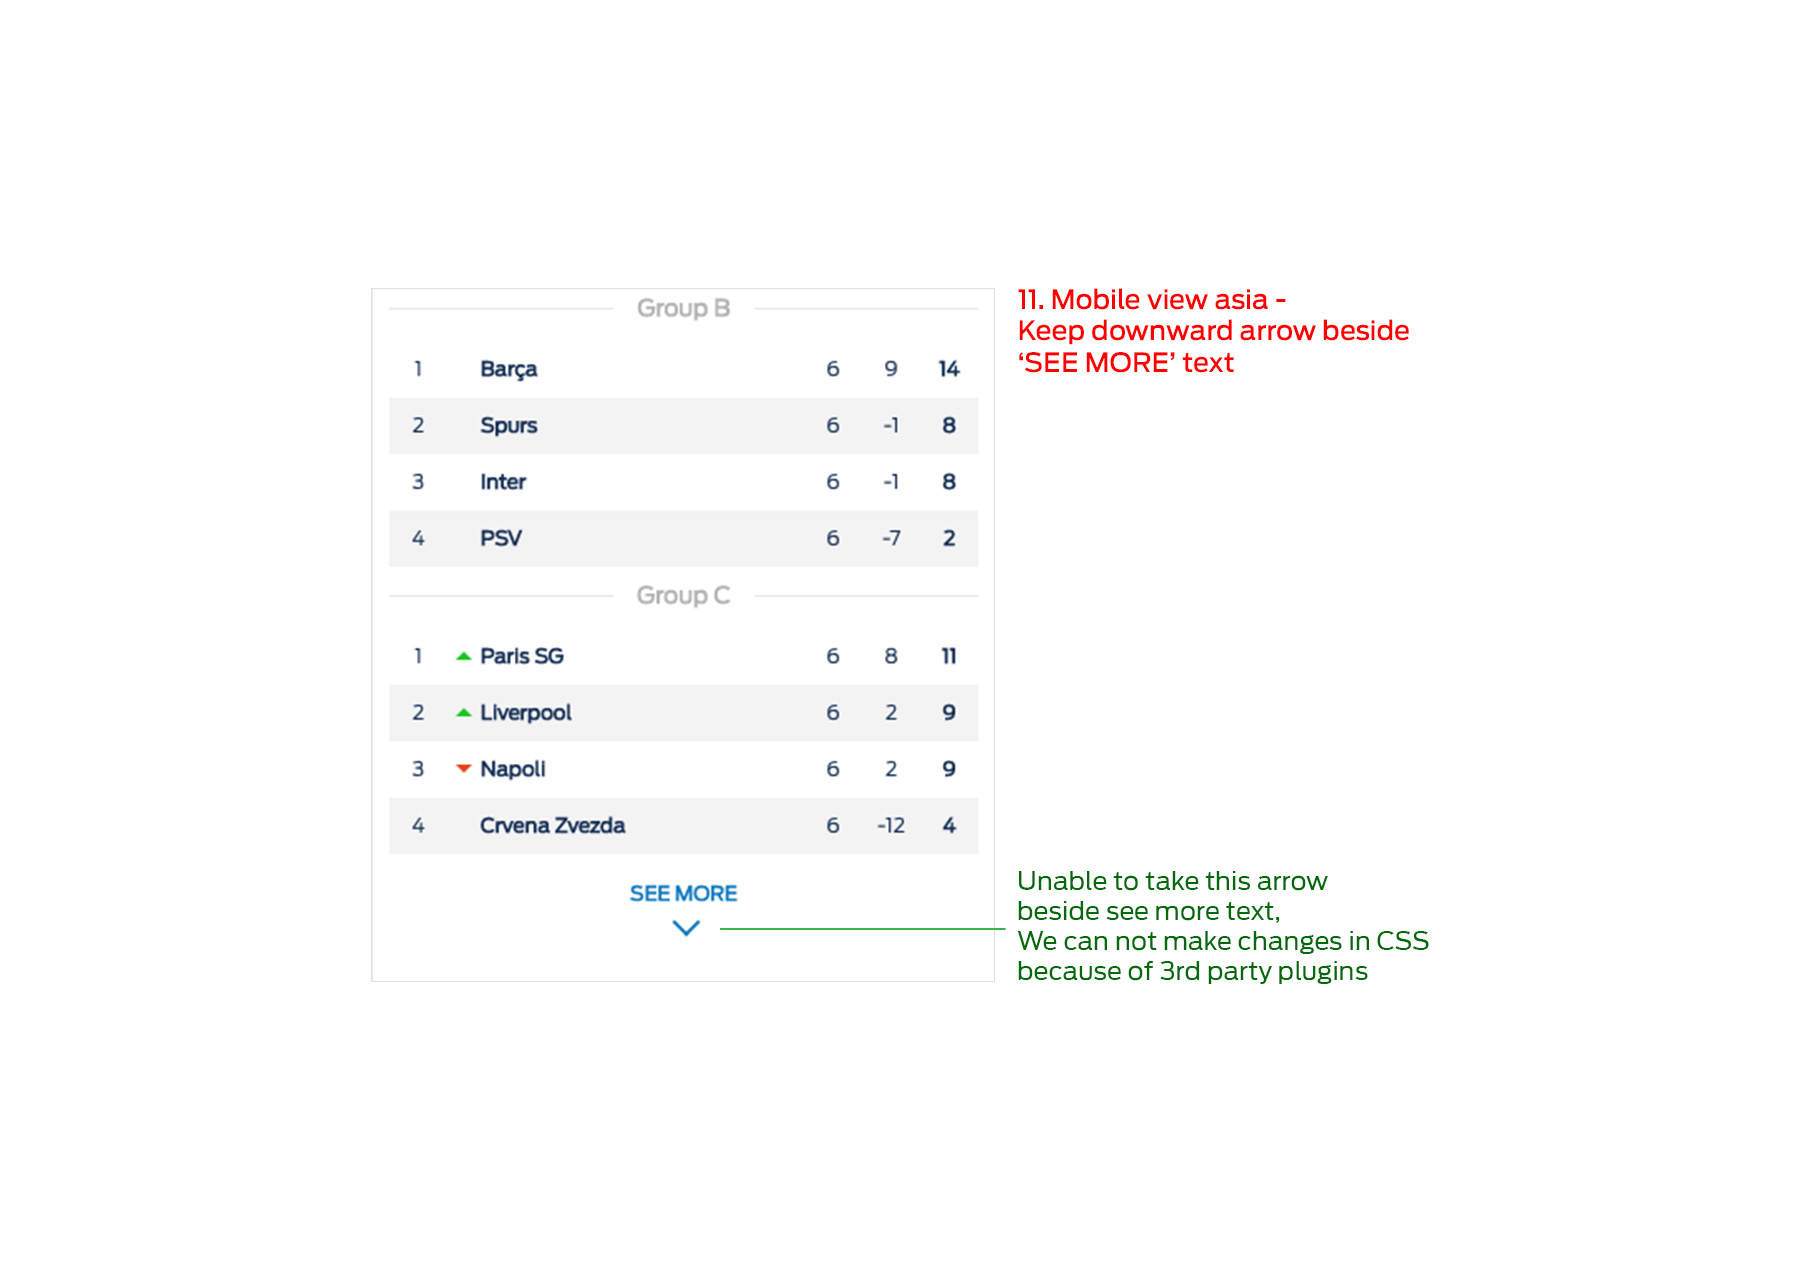 Group B
1 Barça 6 9 14
2 Spurs 6 -1 8
3 Inter 6 -1 8
4 PSV 6 -7 2
Group C
1 Paris SG 6 8 11
2 Liverpool 6 2 9
3 Napoli 6 2 9
4 Crvena Zvezda 6 -12 4
SEE MORE
11. Mobile view asia -
Keep downward arrow beside
‘SEE MORE’ text
Unable to take this arrow
beside see more text,
We can not make changes in CSS
because of 3rd party plugins